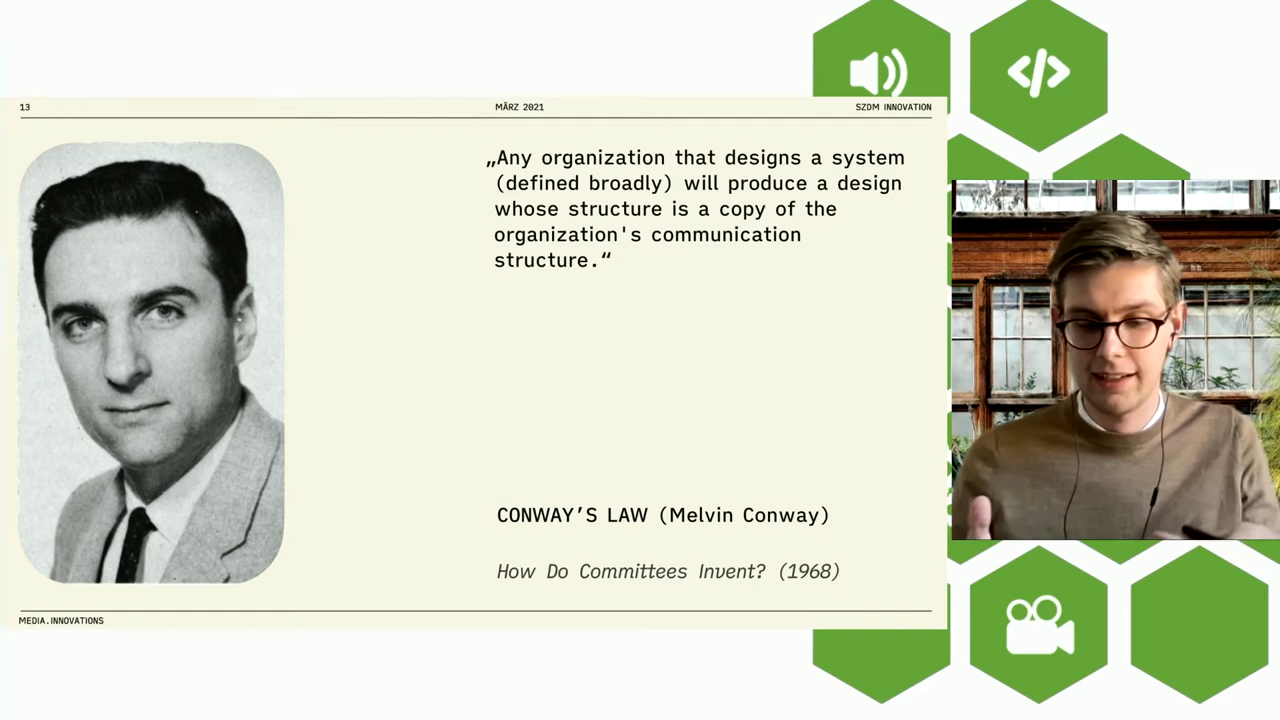 13
MÄRZ 2021
SZDM INNOVATION
„Any organization that designs a system
(defined broadly) will produce a design
whose structure is a copy of the
organization's communication
structure.“
CONWAY’S LAW (Melvin Conway)
How Do Committees Invent? (1968)
MEDIA.INNOVATIONS